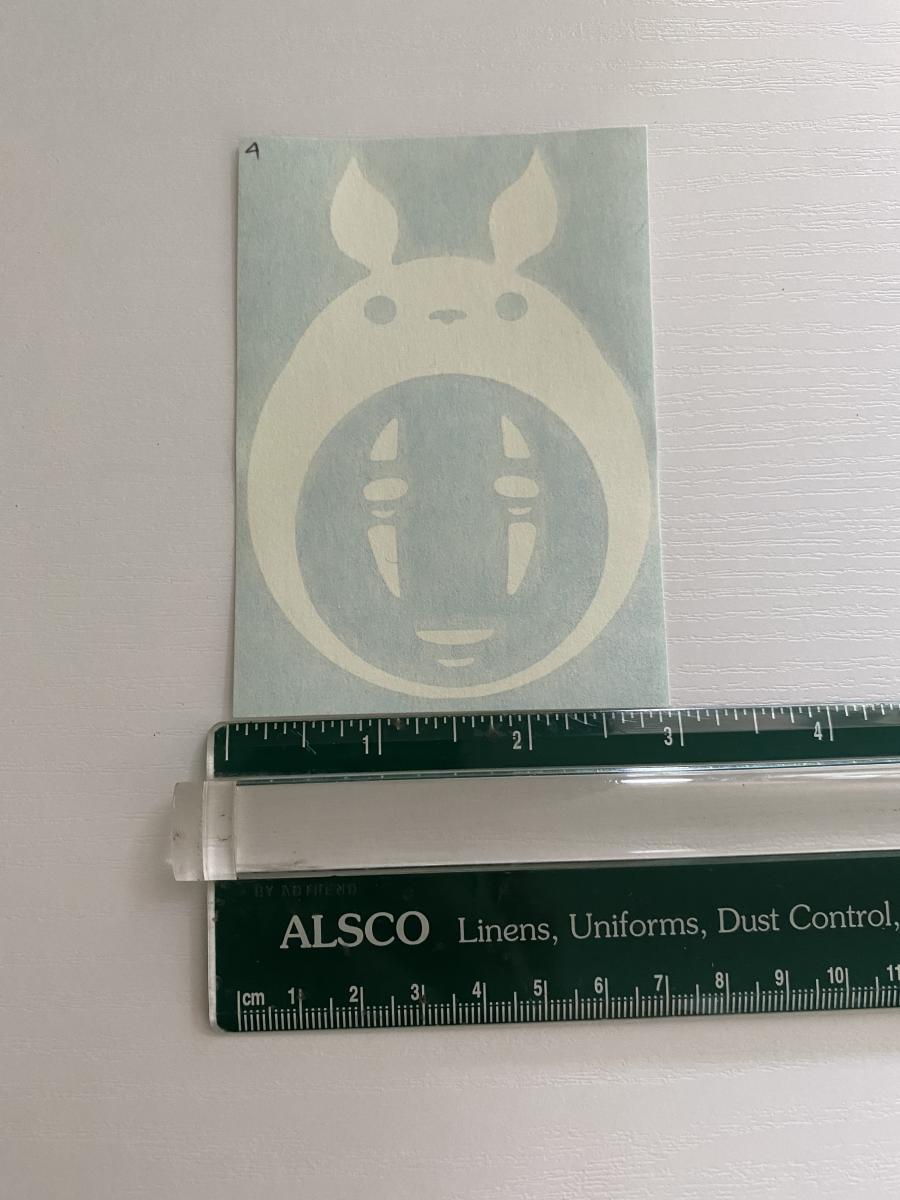 4
1 2 3 4
BY ADTREND
ALSCO Linens, Uniforms, Dust Control,
cm 1 2 3 4 5 6 7 8 9 10 11